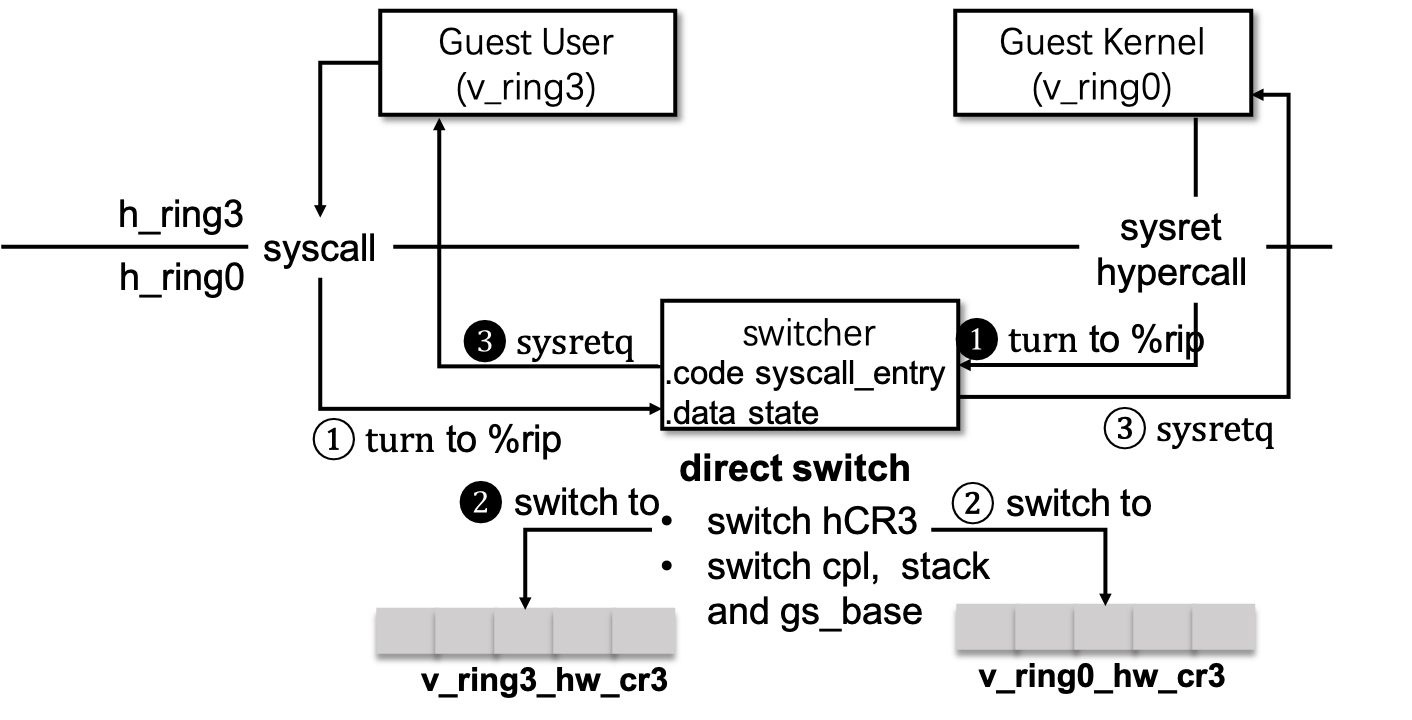 Guest User
(v_ring3)
Guest Kernel
(v_ring0)
h_ring3
h_ring0
syscall
sysret
hypercall
❸ sysretq
switcher
.code syscall_entry
.data state
❶ turn to %rip
① turn to %rip
③ sysretq
direct switch
❷ switch to
• switch hCR3
• switch cpl, stack
and gs_base
② switch to
v_ring3_hw_cr3
v_ring0_hw_cr3